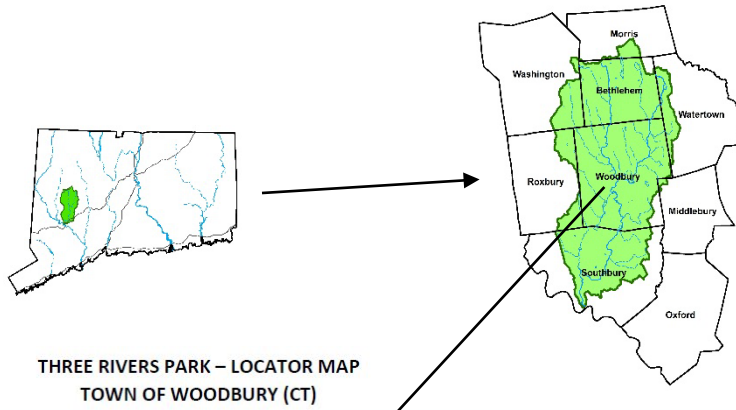 Morris
Washington
Bethlehem
Watertown
Roxbury
Woodbury
Middlebury
Southbury
Oxford
THREE RIVERS PARK – LOCATOR MAP
TOWN OF WOODBURY (CT)